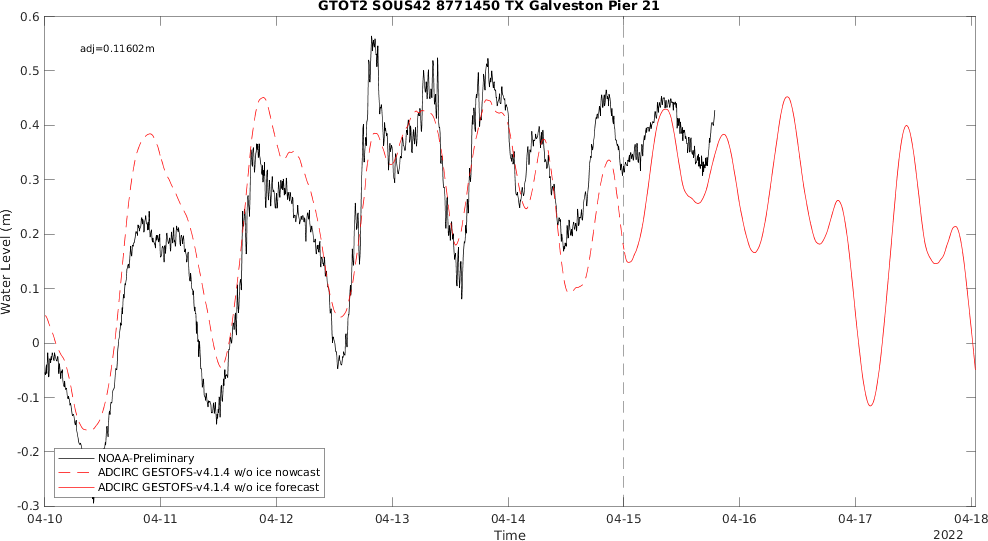 GTOT2 SOUS42 8771450 TX Galveston Pier 21
adj=0.11602m
0.6
0.5
0.4
0.3
0.2
0.1
0
-0.1
-0.2
-0.3
Water Level (m)
NOAA-Preliminary
ADCIRC GESTOFS-v4.1.4 w/o ice nowcast
ADCIRC GESTOFS-v4.1.4 w/o ice forecast
04-10 04-11 04-12 04-13 04-14 04-15 04-16 04-17 04-18
Time
2022